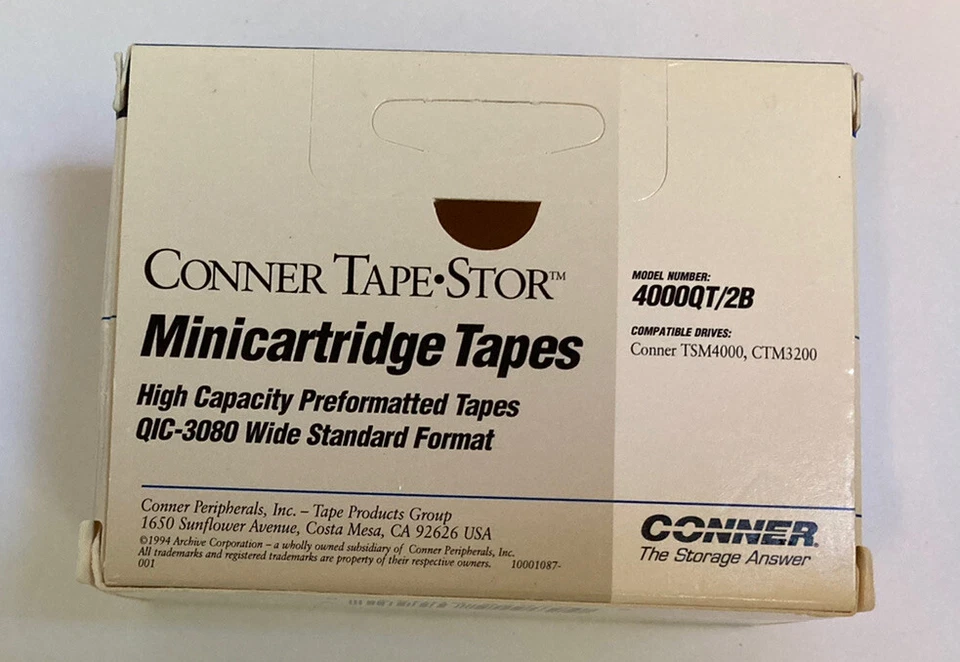 CONNER TAPE•STOR™
Minicartridge Tapes
High Capacity Preformatted Tapes
QIC-3080 Wide Standard Format
MODEL NUMBER:
4000QT/2B
COMPATIBLE DRIVES:
Conner TSM4000, CTM3200
Conner Peripherals, Inc. – Tape Products Group
1650 Sunflower Avenue, Costa Mesa, CA 92626 USA
©1994 Archive Corporation – a wholly owned subsidiary of Conner Peripherals, Inc.
All trademarks and registered trademarks are property of their respective owners. 10001087-
001
CONNER®
The Storage Answer